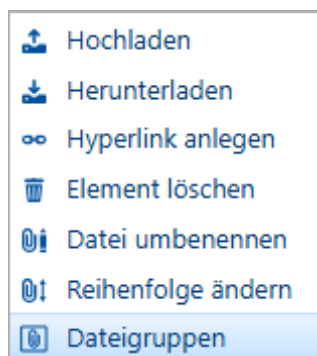 Hochladen
Herunterladen
Hyperlink anlegen
Element löschen
Datei umbenennen
Reihenfolge ändern
Dateigruppen